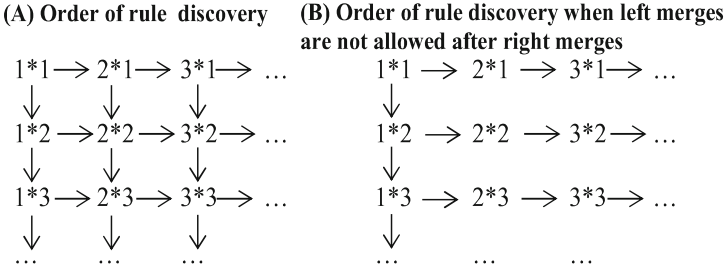 (A) Order of rule discovery
1*1 → 2*1 → 3*1 → ...
1*2 → 2*2 → 3*2 → ...
1*3 → 2*3 → 3*3 → ...
... ... ...
(B) Order of rule discovery when left merges
are not allowed after right merges
1*1 → 2*1 → 3*1 → ...
1*2 → 2*2 → 3*2 → ...
1*3 → 2*3 → 3*3 → ...
... ... ...